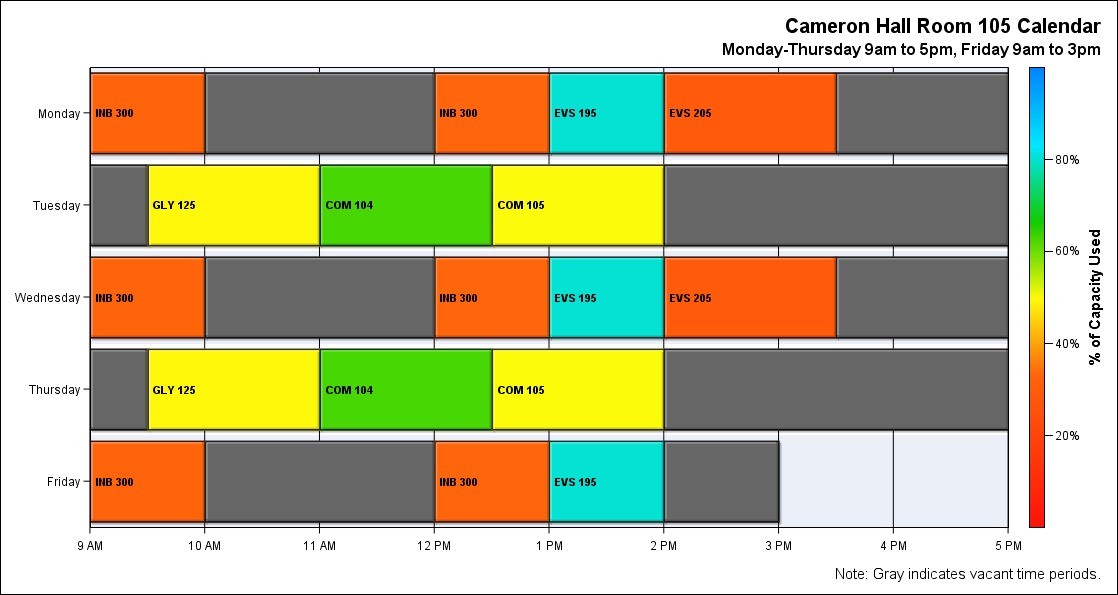 Cameron Hall Room 105 Calendar
Monday-Thursday 9am to 5pm, Friday 9am to 3pm
Monday
INB 300
INB 300
EVS 195
EVS 205
Tuesday
GLY 125
COM 104
COM 105
Wednesday
INB 300
INB 300
EVS 195
EVS 205
Thursday
GLY 125
COM 104
COM 105
Friday
INB 300
INB 300
EVS 195
9 AM
10 AM
11 AM
12 PM
1 PM
2 PM
3 PM
4 PM
5 PM
80%
60%
40%
20%
% of Capacity Used
Note: Gray indicates vacant time periods.